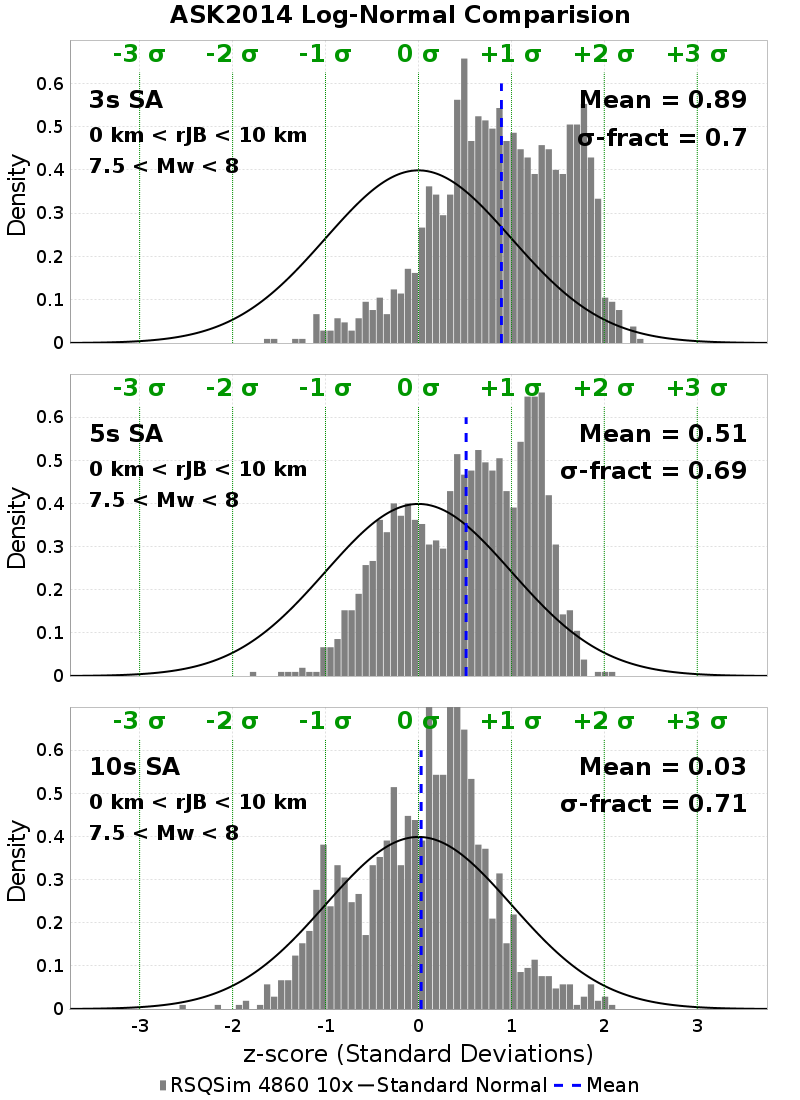 ASK2014 Log-Normal Comparision
-3 σ -2 σ -1 σ 0 σ +1 σ +2 σ +3 σ
3s SA
0 km < rJB < 10 km
7.5 < Mw < 8
Mean = 0.89
σ-fract = 0.7
Density
0.6
0.5
0.4
0.3
0.2
0.1
0
-3 σ -2 σ -1 σ 0 σ +1 σ +2 σ +3 σ
5s SA
0 km < rJB < 10 km
7.5 < Mw < 8
Mean = 0.51
σ-fract = 0.69
Density
0.6
0.5
0.4
0.3
0.2
0.1
0
-3 σ -2 σ -1 σ 0 σ +1 σ +2 σ +3 σ
10s SA
0 km < rJB < 10 km
7.5 < Mw < 8
Mean = 0.03
σ-fract = 0.71
Density
0.6
0.5
0.4
0.3
0.2
0.1
0
-3 -2 -1 0 1 2 3
z-score (Standard Deviations)
RSQSim 4860 10x Standard Normal Mean